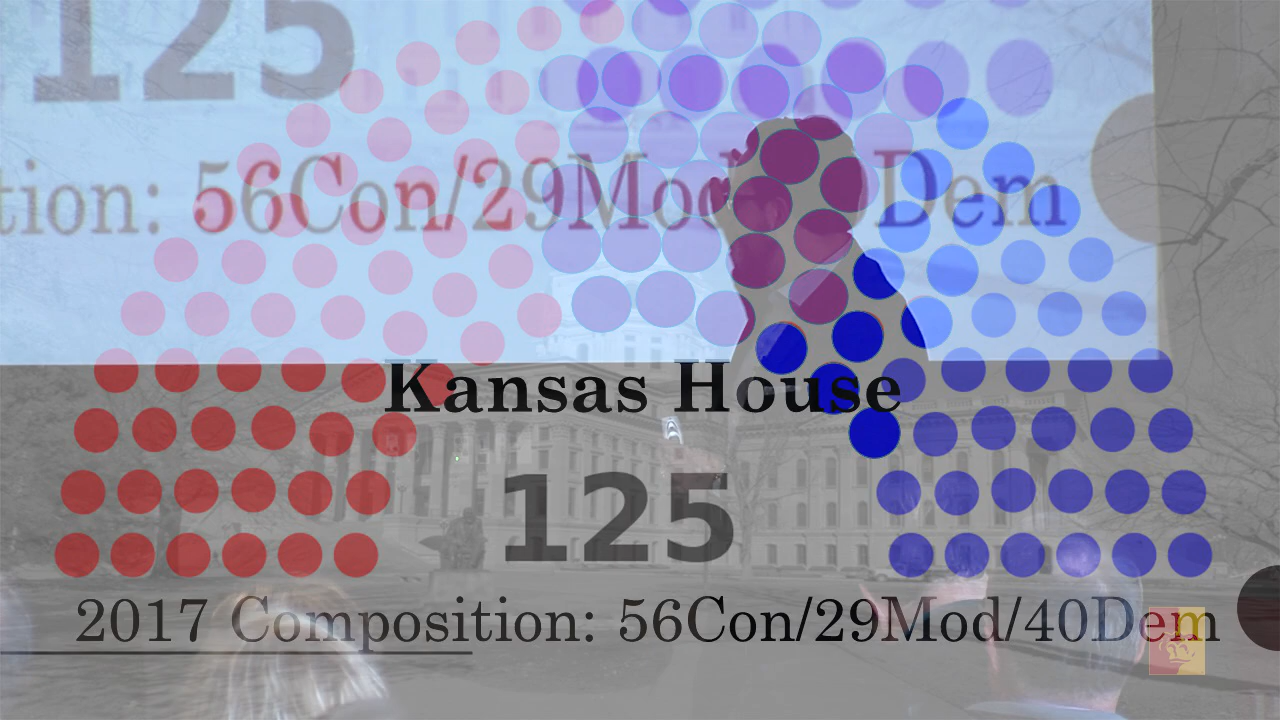 125
tion: 56Con/29Mod/40Dem
Kansas House
125
2017 Composition: 56Con/29Mod/40Dem